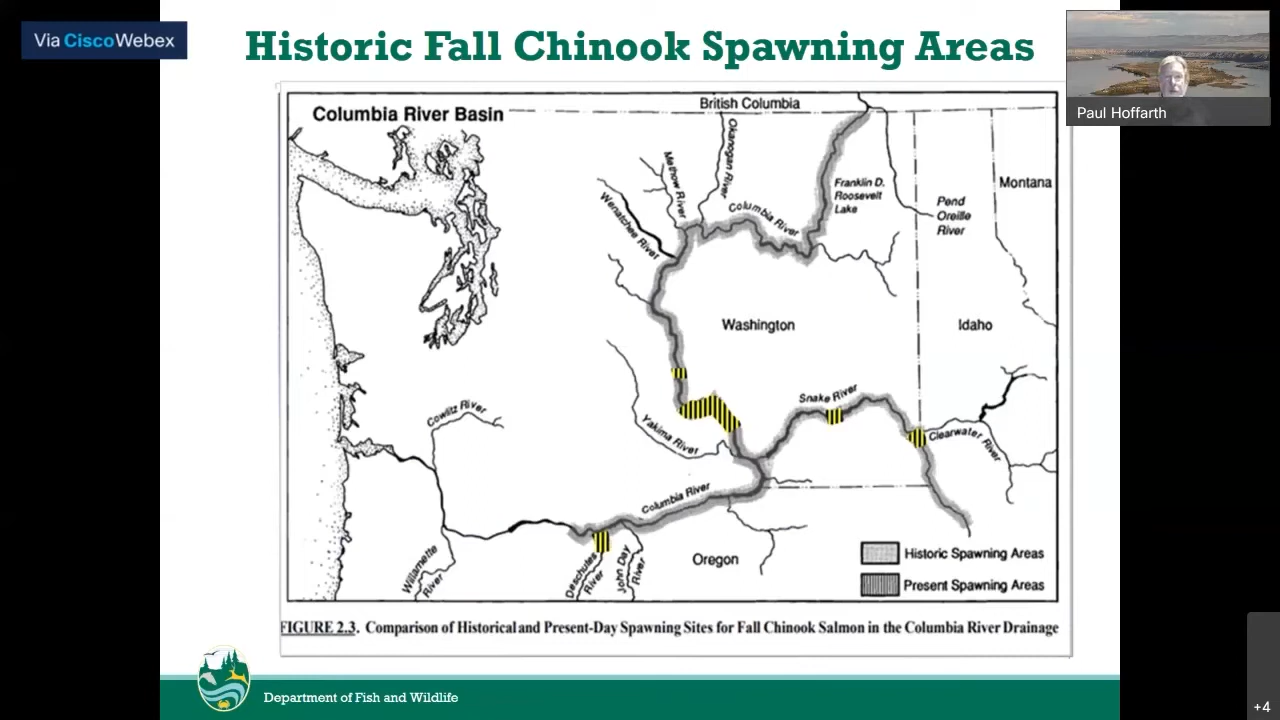 Via CiscoWebex
Historic Fall Chinook Spawning Areas
Paul Hoffarth
Columbia River Basin
British Columbia
Okanogan River
Methow River
Wenatchee River
Columbia River
Franklin D.
Roosevelt
Lake
Pend
Oreille
River
Montana
Washington
Idaho
Snake River
Cowlitz River
Yakima River
Clearwater
River
Columbia River
Willamette
River
Deschutes
River
John Day
River
Oregon
Historic Spawning Areas
Present Spawning Areas
FIGURE 2.3. Comparison of Historical and Present-Day Spawning Sites for Fall Chinook Salmon in the Columbia River Drainage
Department of Fish and Wildlife
+4